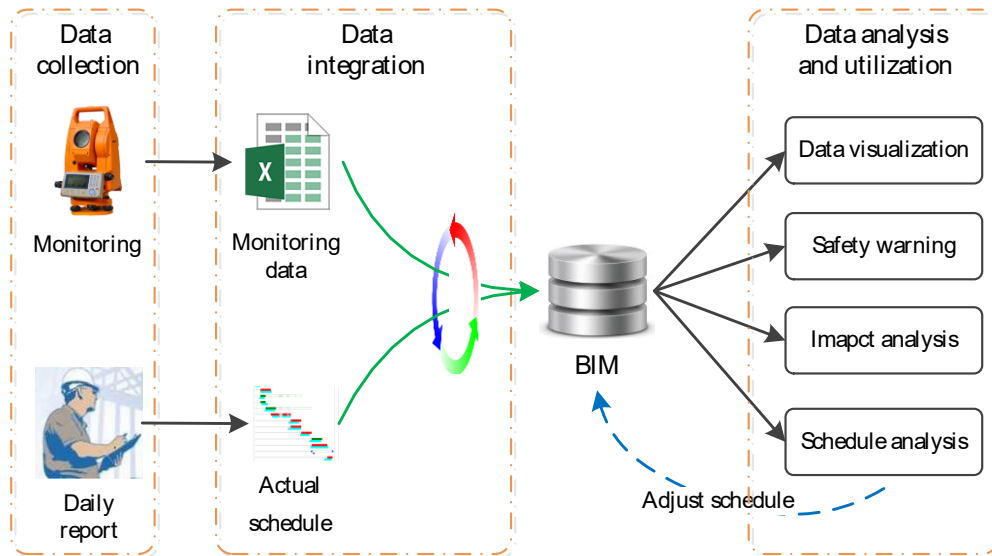 Data
collection
Monitoring
Daily
report
Data
integration
X
Monitoring
data
Actual
schedule
BIM
Adjust schedule
Data analysis
and utilization
Data visualization
Safety warning
Imapct analysis
Schedule analysis